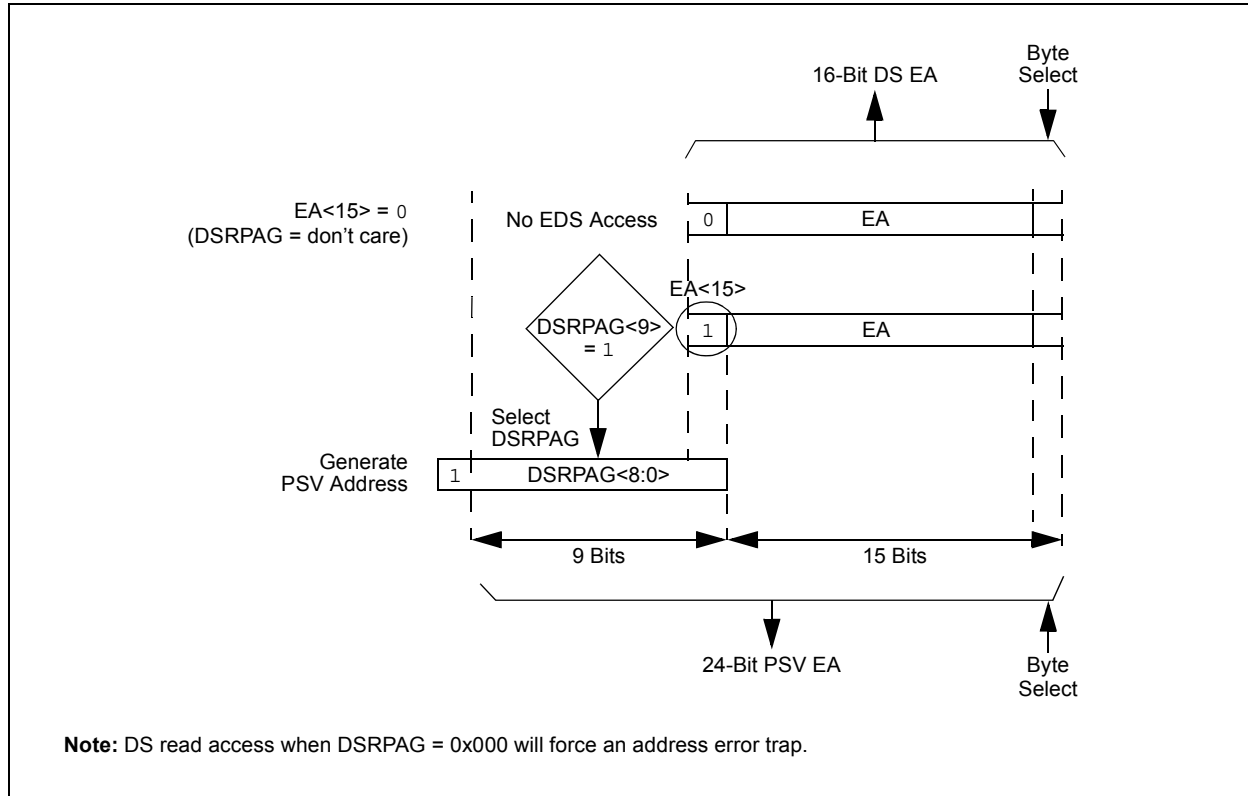 16-Bit DS EA
Byte
Select
EA<15> = 0
(DSRPAG = don't care)
No EDS Access
0
EA
EA<15>
DSRPAG<9>
= 1
1
EA
Select
DSRPAG
Generate
PSV Address
1
DSRPAG<8:0>
9 Bits
15 Bits
24-Bit PSV EA
Byte
Select
Note: DS read access when DSRPAG = 0x000 will force an address error trap.